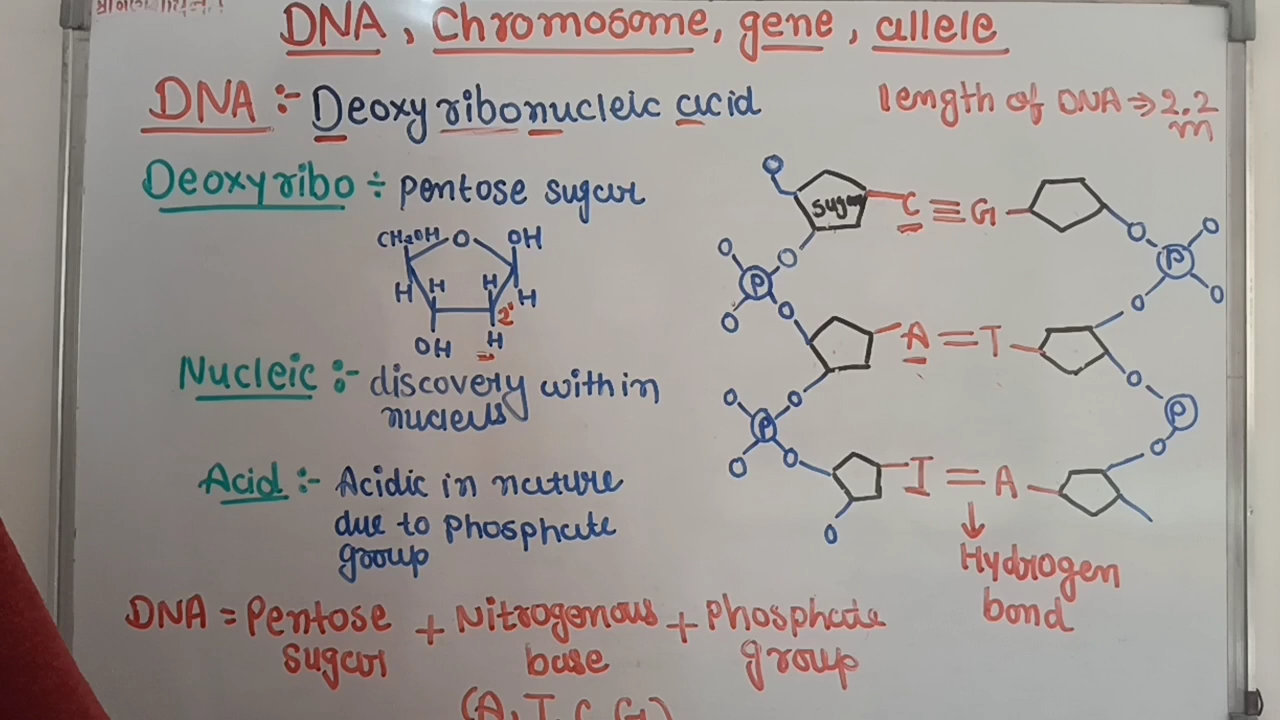 DNA, Chromosome, gene, allele
DNA :- Deoxyribonucleic acid
length of DNA ⇒ 2.2
m
Deoxyribo ÷ pentose sugar
CH₂OH O OH
H H H H
2'
OH H
Nucleic :- discovery within
nucleus
Acid :- Acidic in nature
due to phosphate
group
sugar C ≡ G
O O O O
P P
O O O O
A = T
O O O O
P P
O O O
T = A
O
Hydrogen
bond
DNA = Pentose + Nitrogenous + Phosphate
sugar base group
(A, T, C, G)